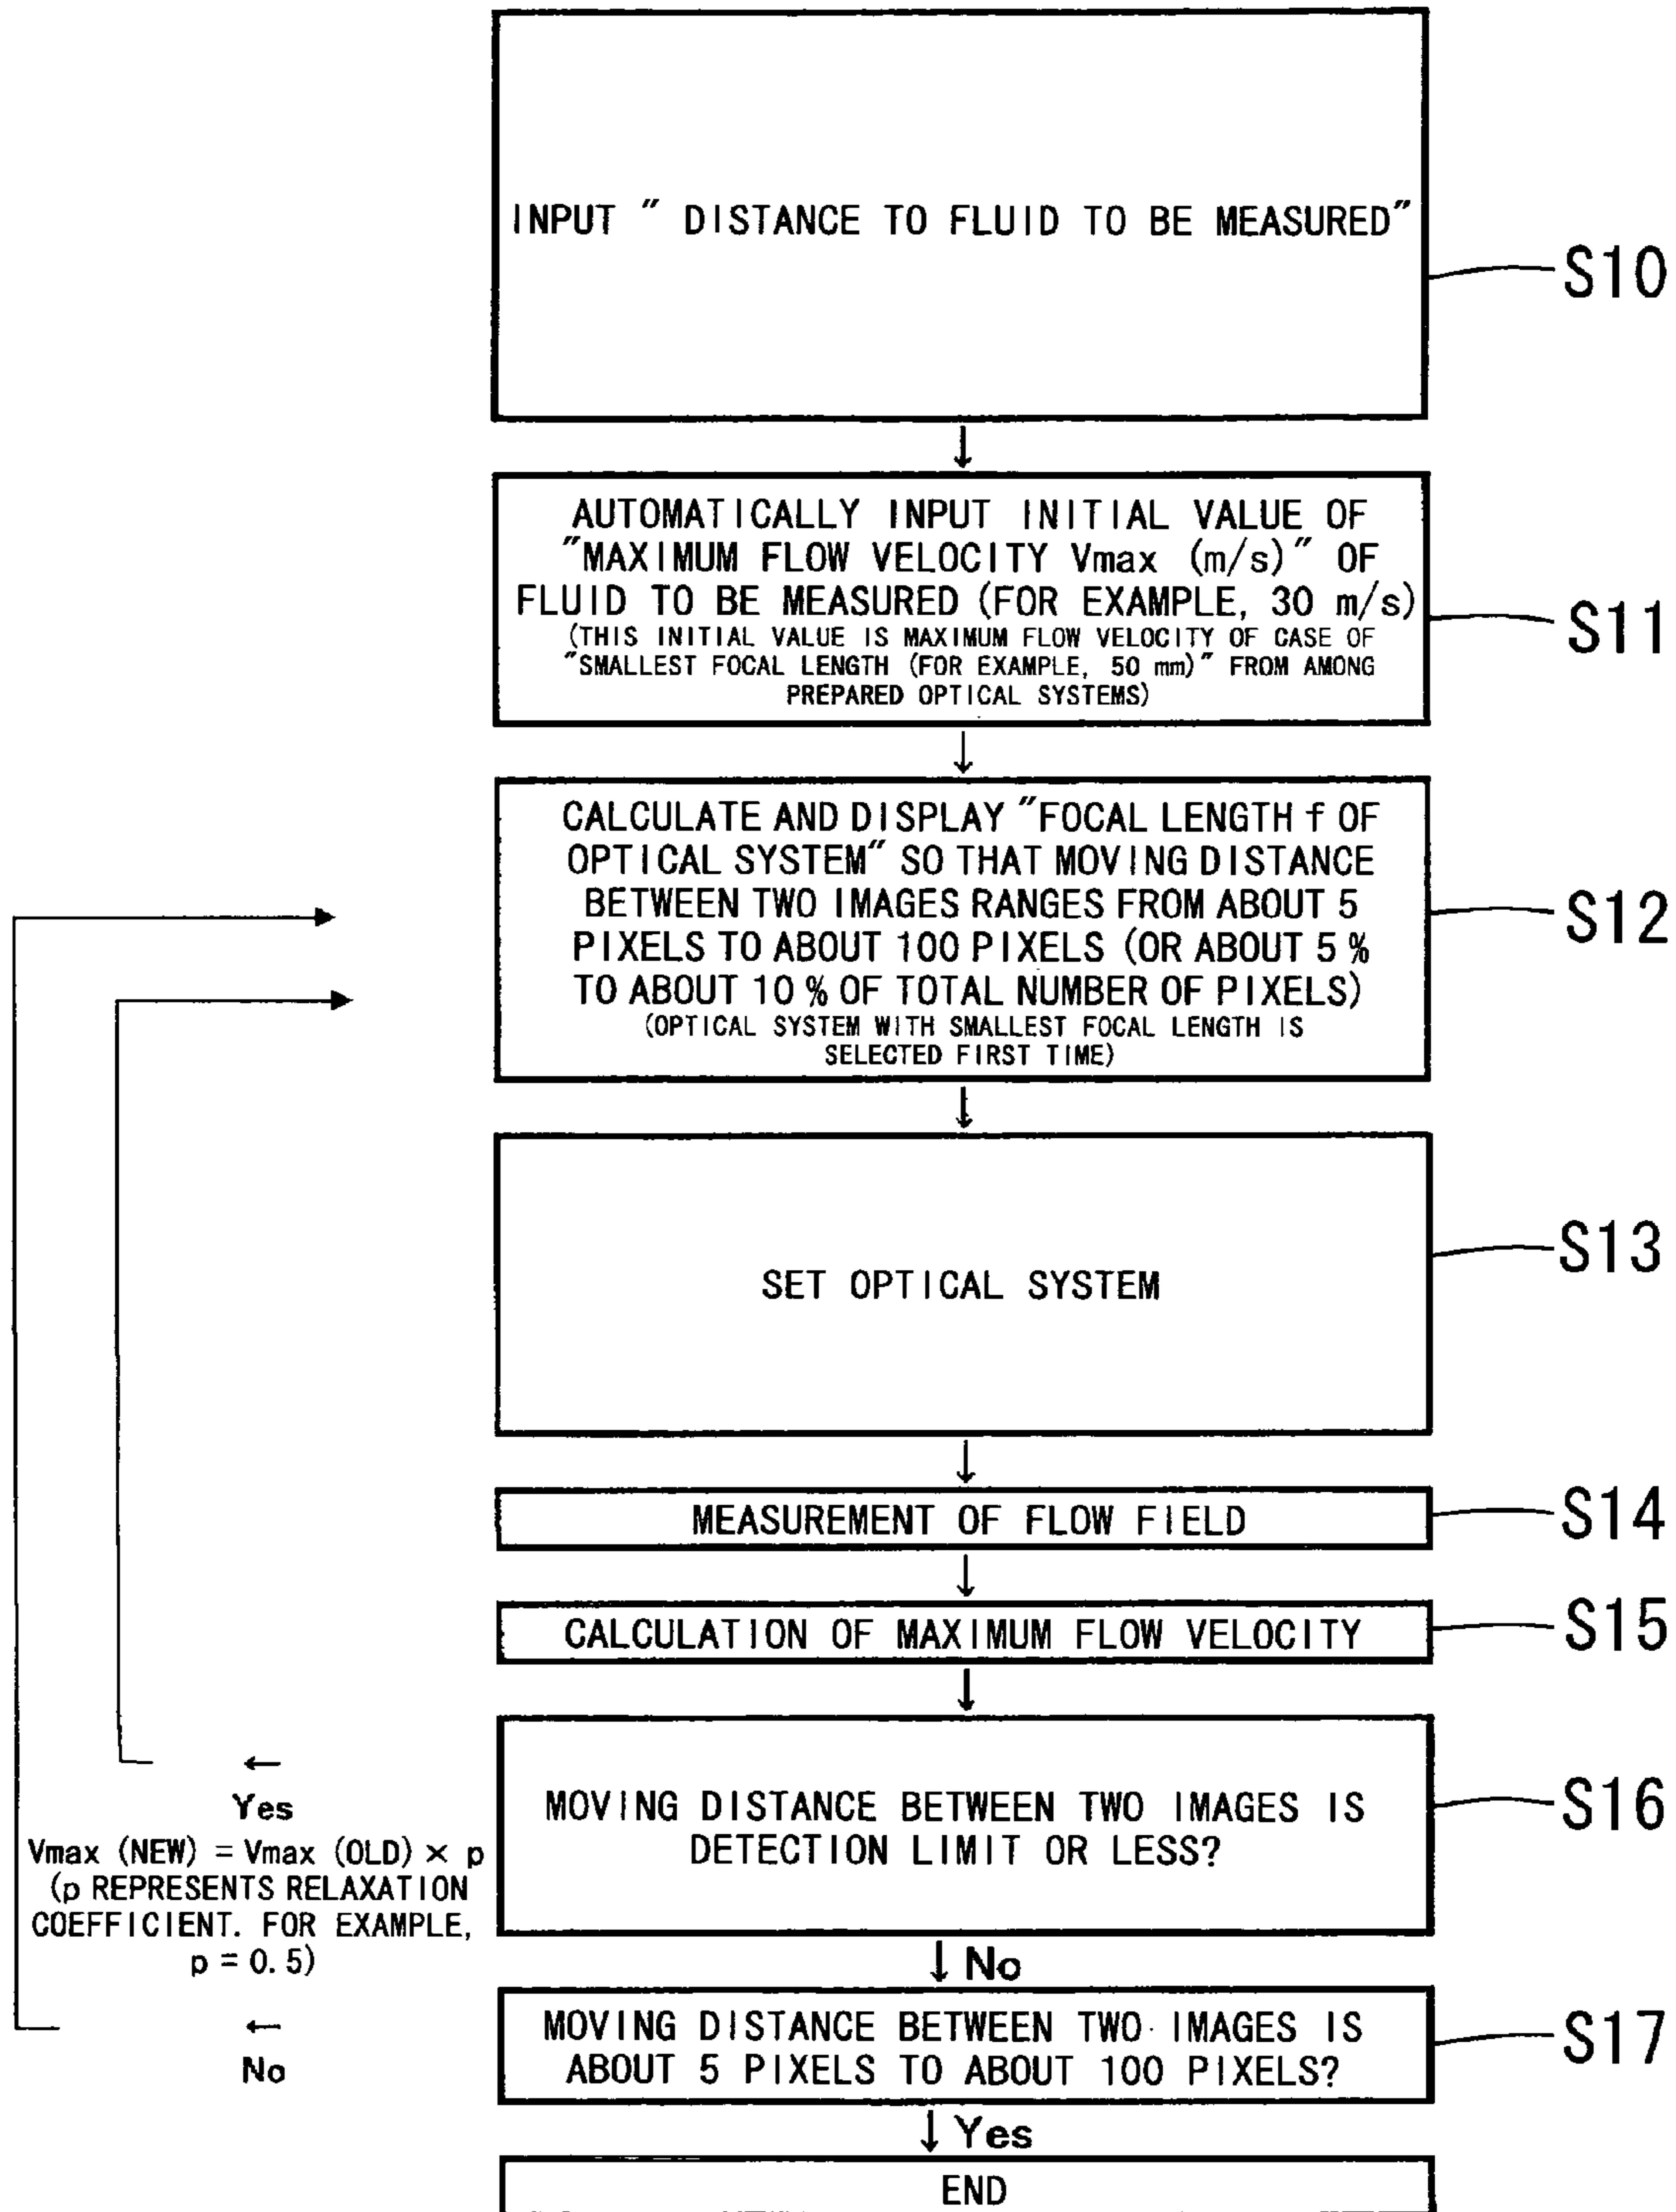 INPUT " DISTANCE TO FLUID TO BE MEASURED"
S10
AUTOMATICALLY INPUT INITIAL VALUE OF
"MAXIMUM FLOW VELOCITY Vmax (m/s)" OF
FLUID TO BE MEASURED (FOR EXAMPLE, 30 m/s)
(THIS INITIAL VALUE IS MAXIMUM FLOW VELOCITY OF CASE OF
"SMALLEST FOCAL LENGTH (FOR EXAMPLE, 50 mm)" FROM AMONG
PREPARED OPTICAL SYSTEMS)
S11
CALCULATE AND DISPLAY "FOCAL LENGTH f OF
OPTICAL SYSTEM" SO THAT MOVING DISTANCE
BETWEEN TWO IMAGES RANGES FROM ABOUT 5
PIXELS TO ABOUT 100 PIXELS (OR ABOUT 5 %
TO ABOUT 10 % OF TOTAL NUMBER OF PIXELS)
(OPTICAL SYSTEM WITH SMALLEST FOCAL LENGTH IS
SELECTED FIRST TIME)
S12
SET OPTICAL SYSTEM
S13
MEASUREMENT OF FLOW FIELD
S14
CALCULATION OF MAXIMUM FLOW VELOCITY
S15
MOVING DISTANCE BETWEEN TWO IMAGES IS
DETECTION LIMIT OR LESS?
S16
←
Yes
Vmax (NEW) = Vmax (OLD) × p
(p REPRESENTS RELAXATION
COEFFICIENT. FOR EXAMPLE,
p = 0.5)
↓ No
MOVING DISTANCE BETWEEN TWO IMAGES IS
ABOUT 5 PIXELS TO ABOUT 100 PIXELS?
S17
←
No
↓ Yes
END